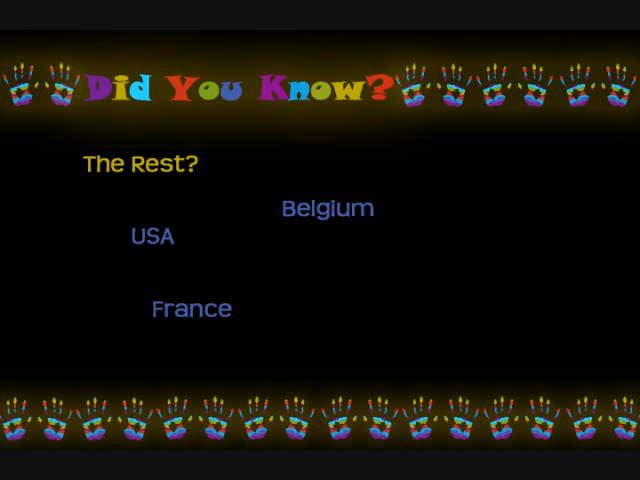 Did You Know?
The Rest?
Belgium
USA
France